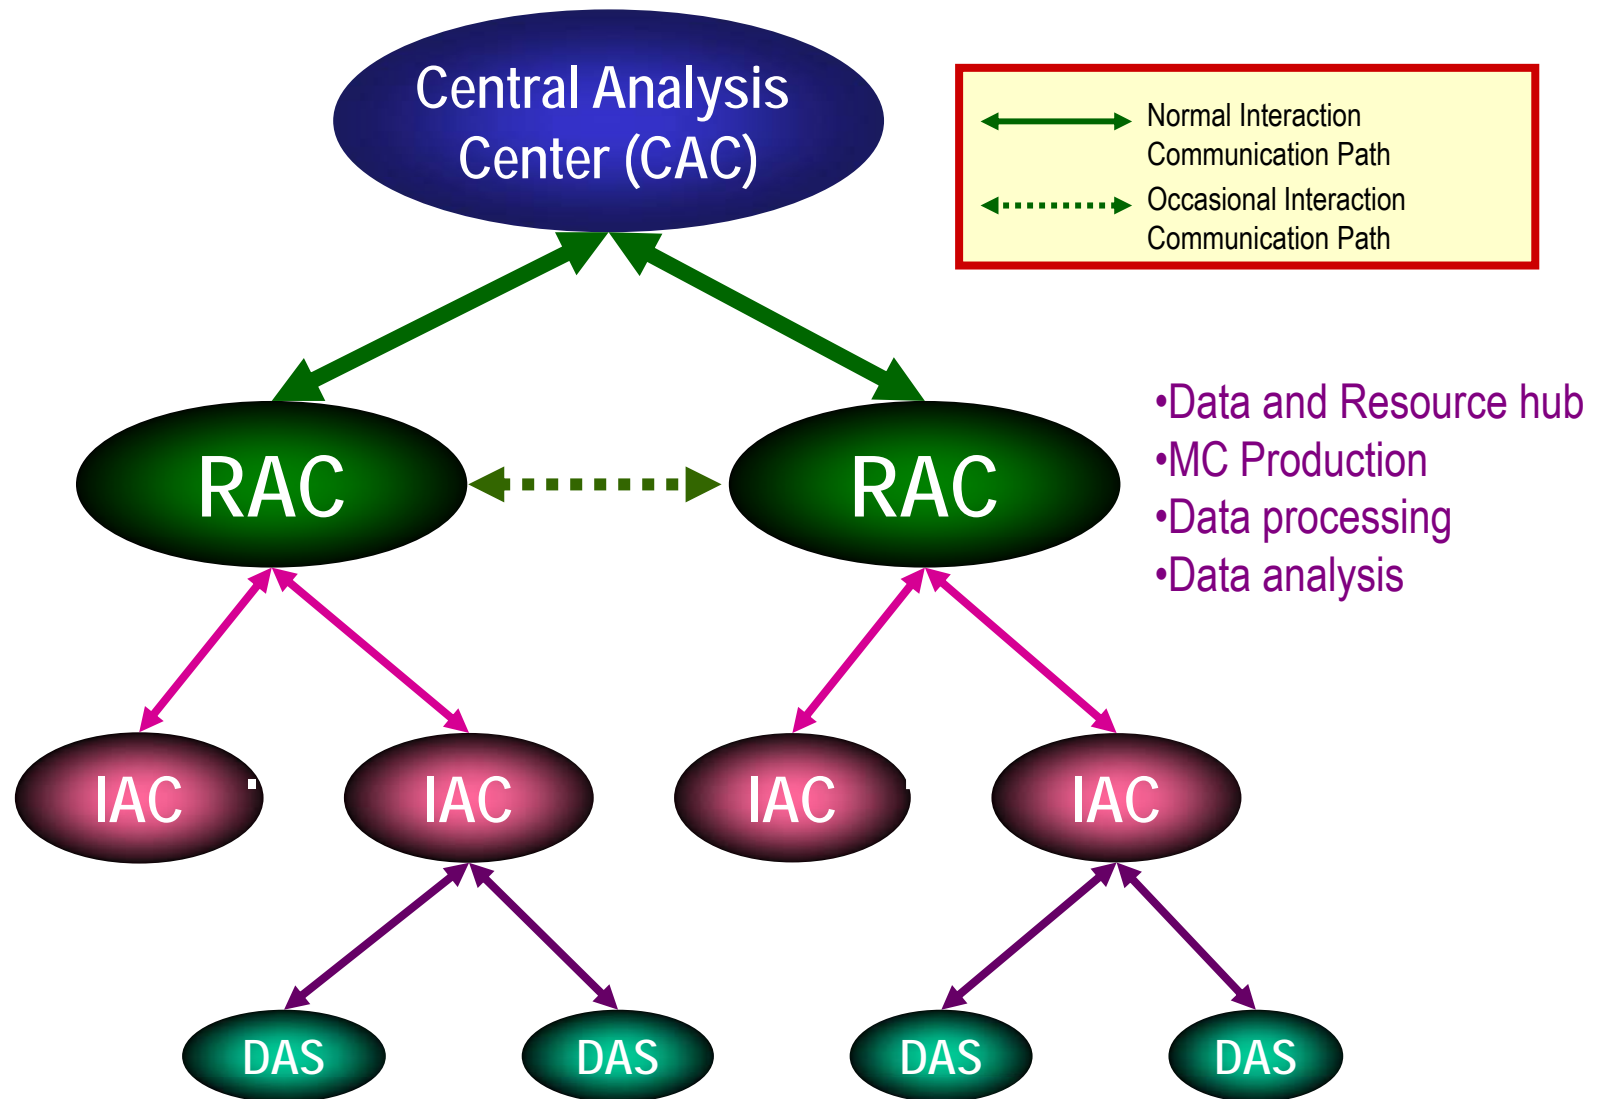 Central Analysis
Center (CAC)
Normal Interaction
Communication Path
Occasional Interaction
Communication Path
RAC
RAC
•Data and Resource hub
•MC Production
•Data processing
•Data analysis
IAC
IAC
IAC
IAC
DAS
DAS
DAS
DAS